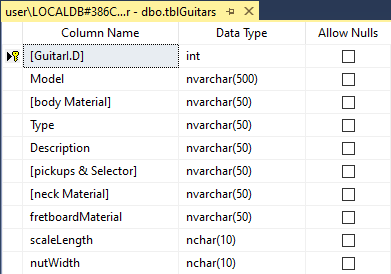 user\LOCALDB#386C...r - dbo.tblGuitars
Column Name Data Type Allow Nulls
[GuitarI.D] int
Model nvarchar(500)
[body Material] nvarchar(50)
Type nvarchar(50)
Description nvarchar(50)
[pickups & Selector] nvarchar(50)
[neck Material] nvarchar(50)
fretboardMaterial nvarchar(50)
scaleLength nchar(10)
nutWidth nchar(10)